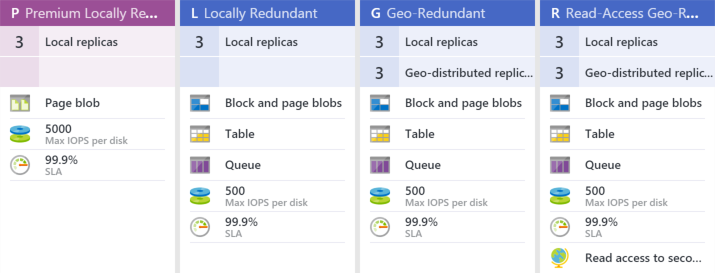 P Premium Locally Re...
3 Local replicas
Page blob
5000
Max IOPS per disk
99.9%
SLA
L Locally Redundant
3 Local replicas
Block and page blobs
Table
Queue
500
Max IOPS per disk
99.9%
SLA
G Geo-Redundant
3 Local replicas
3 Geo-distributed replic...
Block and page blobs
Table
Queue
500
Max IOPS per disk
99.9%
SLA
R Read-Access Geo-R...
3 Local replicas
3 Geo-distributed replic...
Block and page blobs
Table
Queue
500
Max IOPS per disk
99.9%
SLA
Read access to seco...